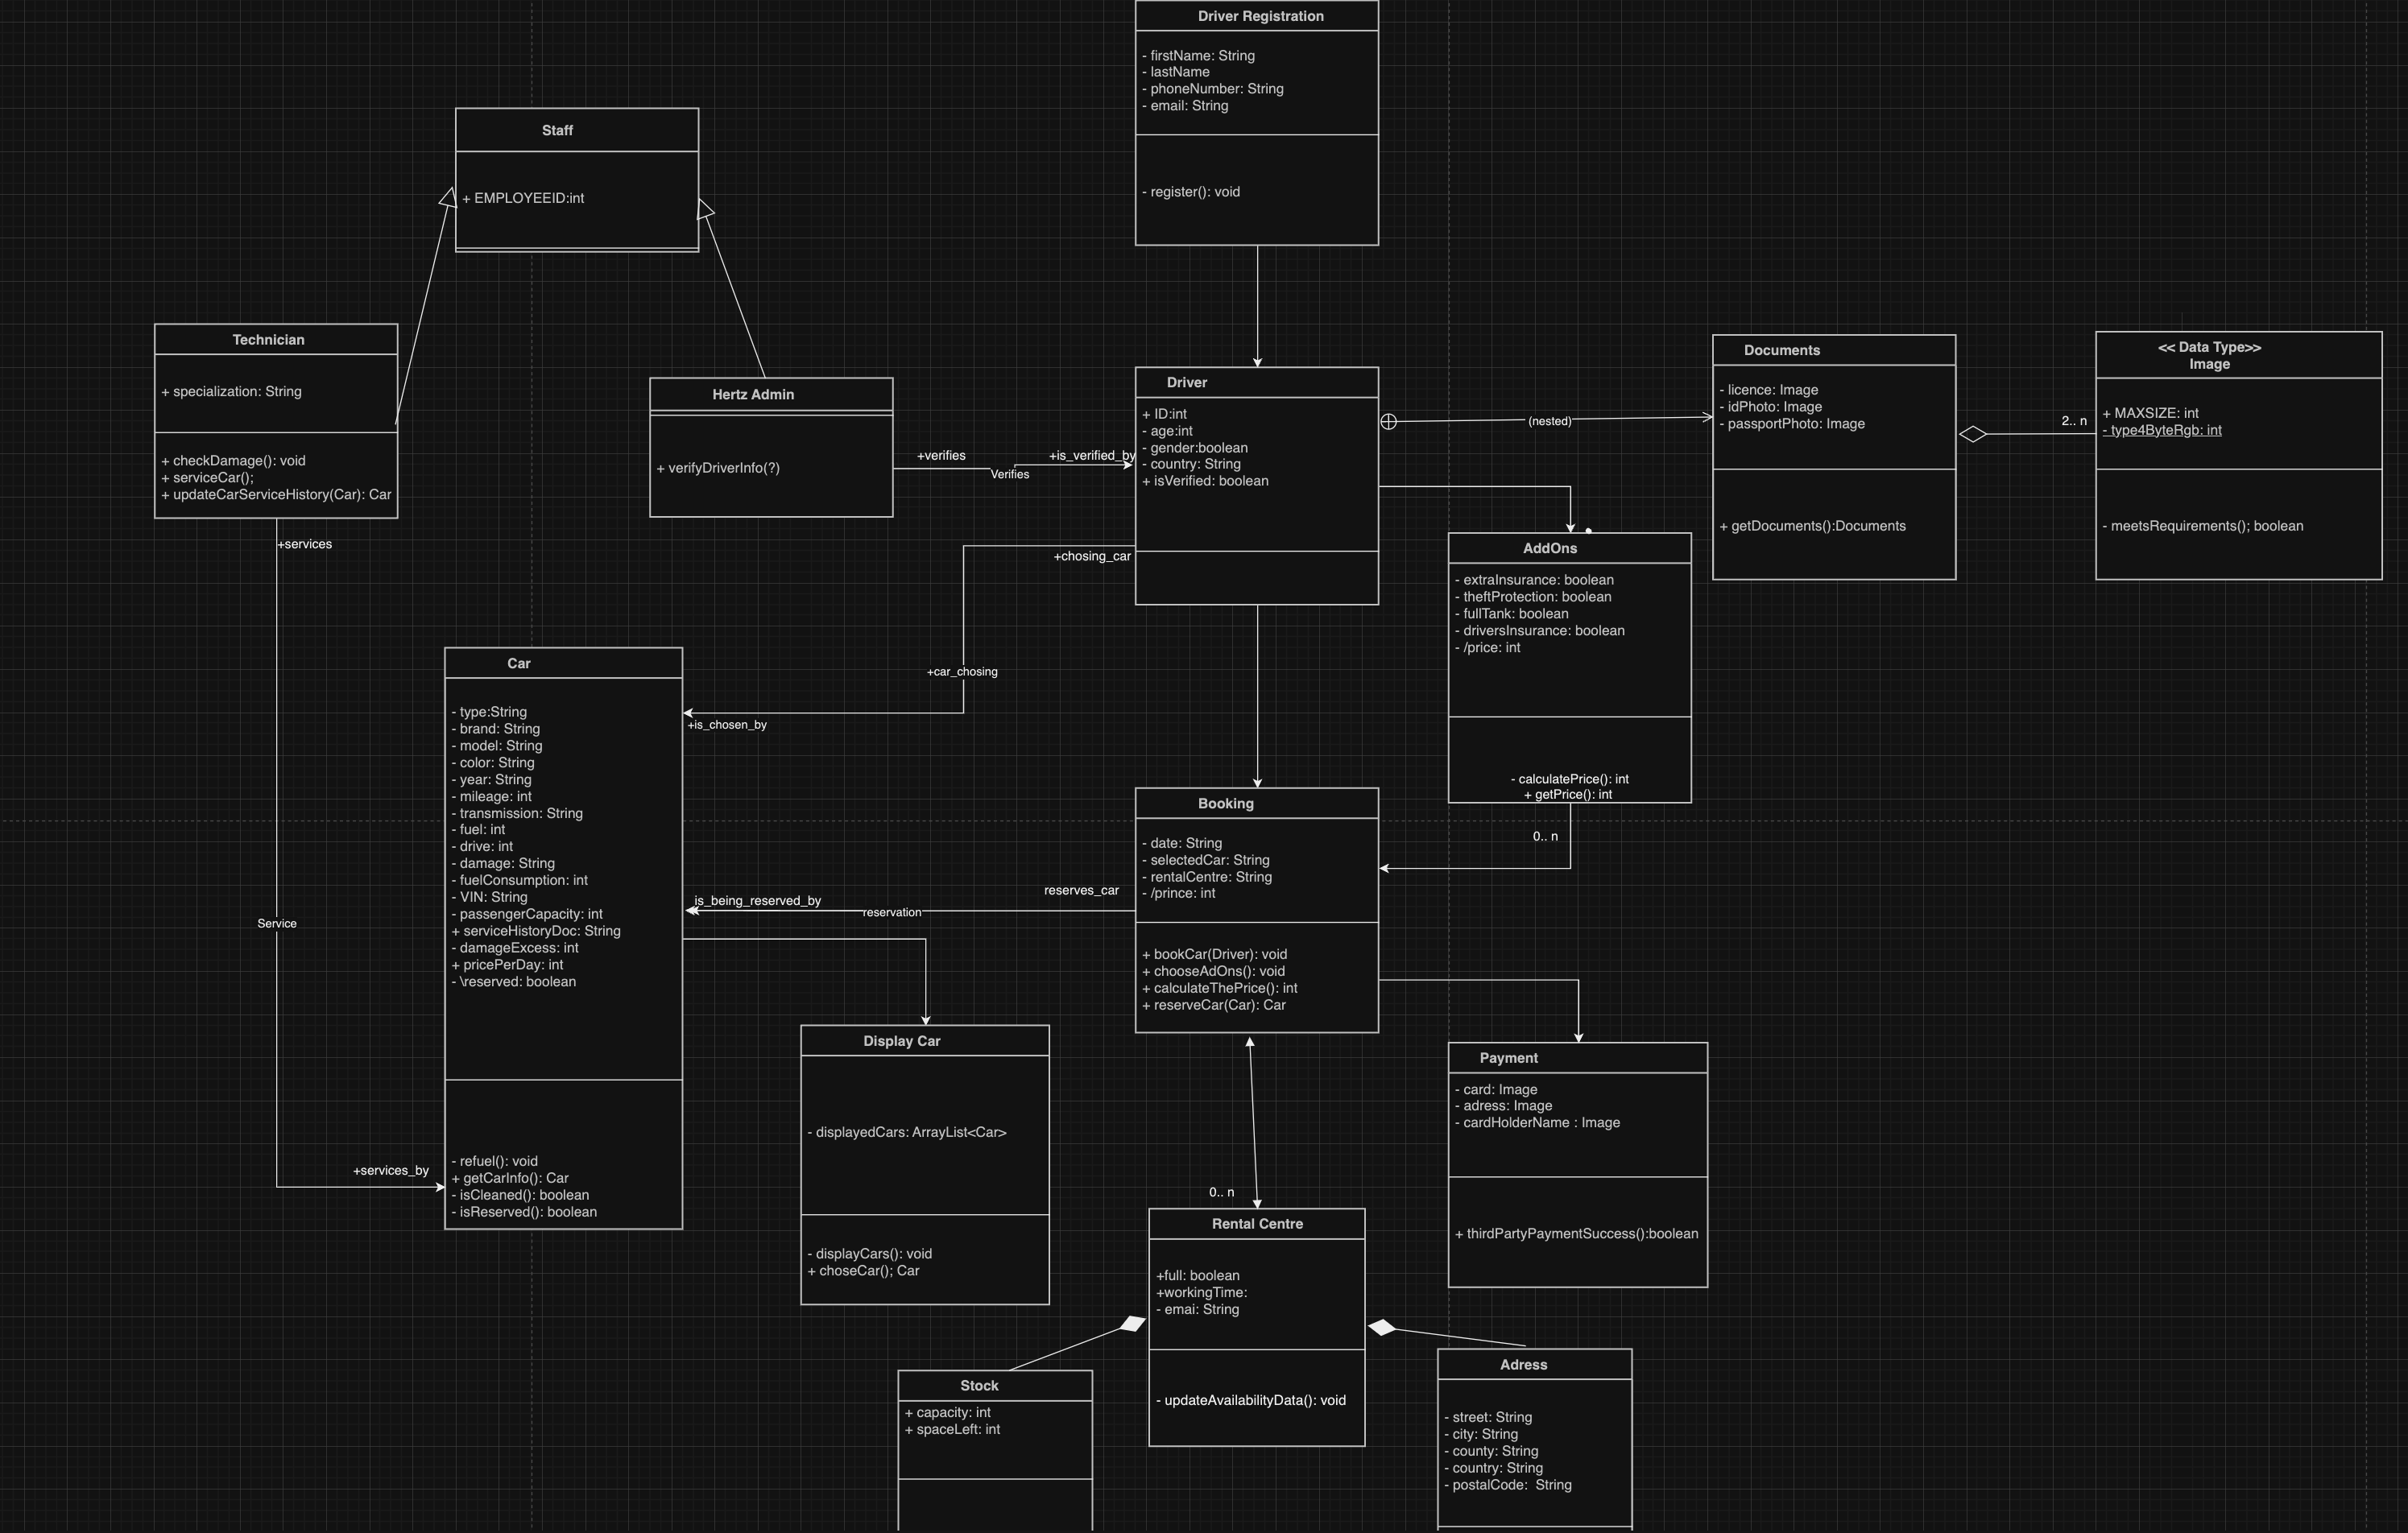 Driver Registration
- firstName: String
- lastName
- phoneNumber: String
- email: String
- register(): void
Staff
+ EMPLOYEEID:int
Technician
+ specialization: String
+ checkDamage(): void
+ serviceCar();
+ updateCarServiceHistory(Car): Car
Hertz Admin
+ verifyDriverInfo(?)
+verifies
Verifies
+is_verified_by
Driver
+ ID:int
- age:int
- gender:boolean
- country: String
+ isVerified: boolean
(nested)
Documents
- licence: Image
- idPhoto: Image
- passportPhoto: Image
+ getDocuments():Documents
2.. n
<< Data Type>>
Image
+ MAXSIZE: int
- type4ByteRgb: int
- meetsRequirements(); boolean
+services
Service
+services_by
+chosing_car
+car_chosing
+is_chosen_by
AddOns
- extraInsurance: boolean
- theftProtection: boolean
- fullTank: boolean
- driversInsurance: boolean
- /price: int
- calculatePrice(): int
+ getPrice(): int
0.. n
Car
- type:String
- brand: String
- model: String
- color: String
- year: String
- mileage: int
- transmission: String
- fuel: int
- drive: int
- damage: String
- fuelConsumption: int
- VIN: String
- passengerCapacity: int
+ serviceHistoryDoc: String
- damageExcess: int
+ pricePerDay: int
- \reserved: boolean
- refuel(): void
+ getCarInfo(): Car
- isCleaned(): boolean
- isReserved(): boolean
Booking
- date: String
- selectedCar: String
- rentalCentre: String
- /prince: int
+ bookCar(Driver): void
+ chooseAdOns(): void
+ calculateThePrice(): int
+ reserveCar(Car): Car
reserves_car
is_being_reserved_by
reservation
Display Car
- displayedCars: ArrayList<Car>
- displayCars(): void
+ choseCar(); Car
Payment
- card: Image
- adress: Image
- cardHolderName : Image
+ thirdPartyPaymentSuccess():boolean
0.. n
Rental Centre
+full: boolean
+workingTime:
- emai: String
- updateAvailabilityData(): void
Stock
+ capacity: int
+ spaceLeft: int
Adress
- street: String
- city: String
- county: String
- country: String
- postalCode:  String